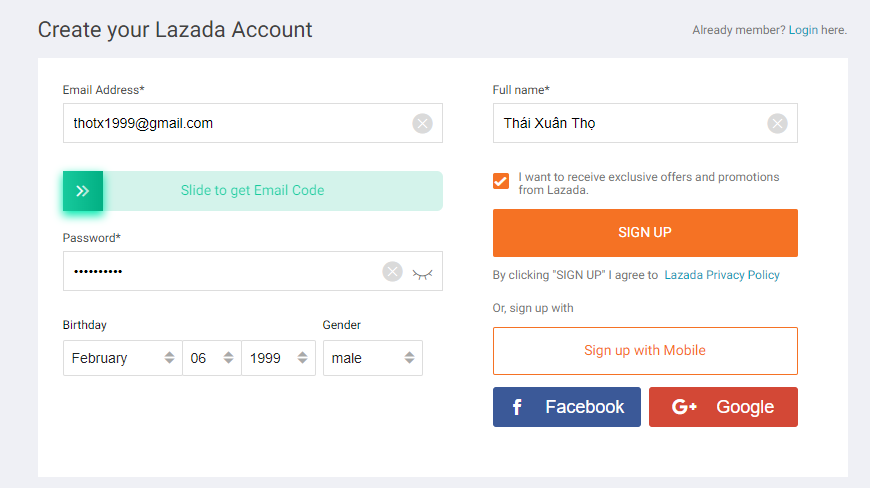 Create your Lazada Account
Already member? Login here.
Email Address*
thotx1999@gmail.com
Slide to get Email Code
Password*
••••••••••
Birthday
Gender
February
06
1999
male
Full name*
Thái Xuân Thọ
I want to receive exclusive offers and promotions
from Lazada.
SIGN UP
By clicking "SIGN UP" I agree to Lazada Privacy Policy
Or, sign up with
Sign up with Mobile
Facebook
G+ Google